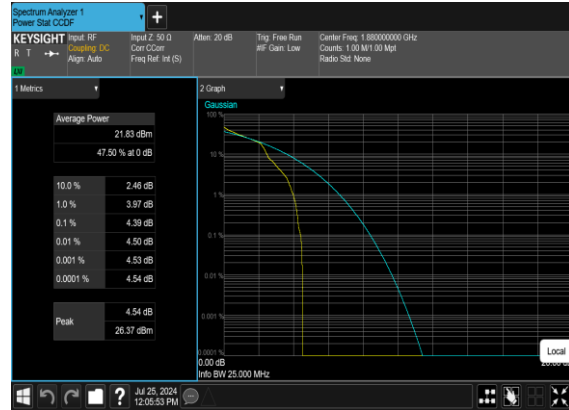 Spectrum Analyzer 1
Power Stat CCDF
KEYSIGHT
R T
LXI
Input: RF
Coupling: DC
Align: Auto
Input Z: 50 Ω
Corr CCorr
Freq Ref: Int (S)
Atten: 20 dB
Trig: Free Run
#IF Gain: Low
Center Freq: 1.880000000 GHz
Counts: 1.00 M/1.00 Mpt
Radio Std: None
1 Metrics
Average Power
21.83 dBm
47.50 % at 0 dB
10.0 % 2.46 dB
1.0 % 3.97 dB
0.1 % 4.39 dB
0.01 % 4.50 dB
0.001 % 4.53 dB
0.0001 % 4.54 dB
Peak
4.54 dB
26.37 dBm
2 Graph
Gaussian
100 %
10 %
1 %
0.1 %
0.01 %
0.001 %
0.0001 %
0.00 dB
Info BW 25.000 MHz
Local
Jul 25, 2024
12:05:53 PM